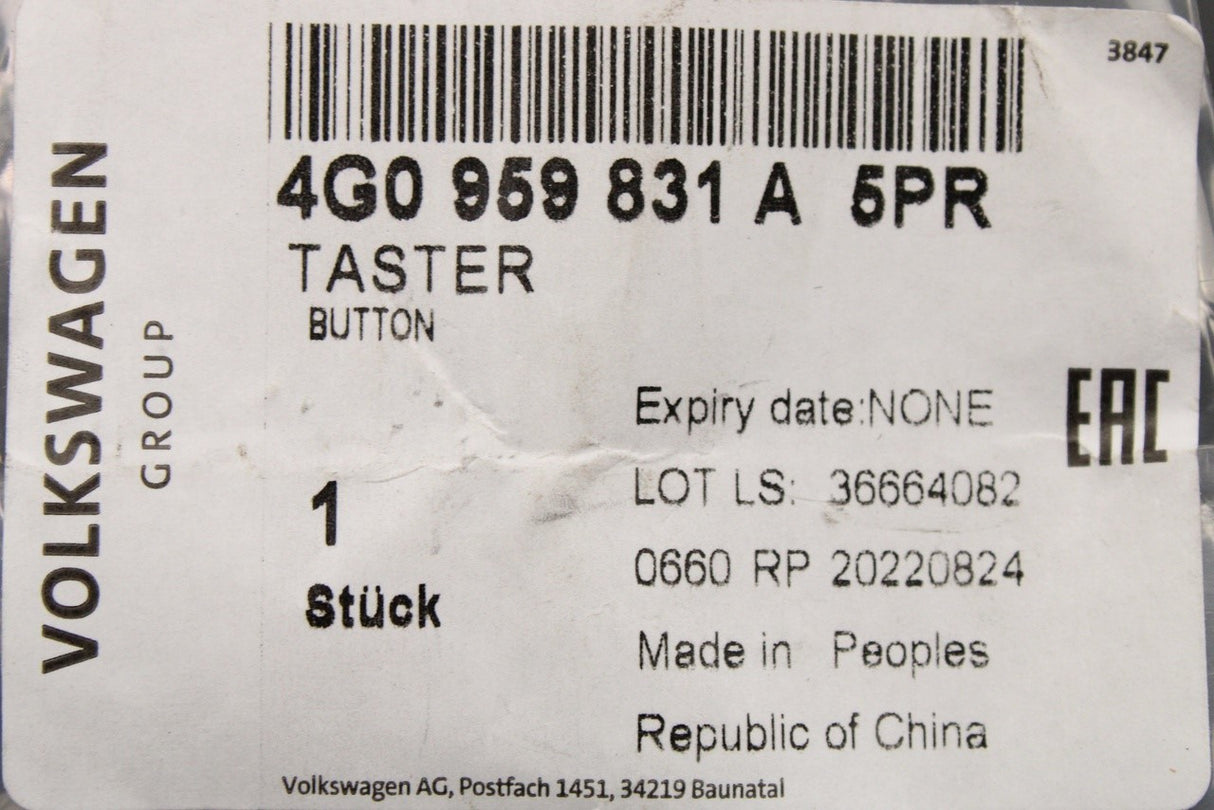 3847
4G0 959 831 A 5PR
TASTER
BUTTON
VOLKSWAGEN
GROUP
Expiry date:NONE
EAC
LOT LS: 36664082
1
Stück
0660 RP 20220824
Made in Peoples
Republic of China
Volkswagen AG, Postfach 1451, 34219 Baunatal